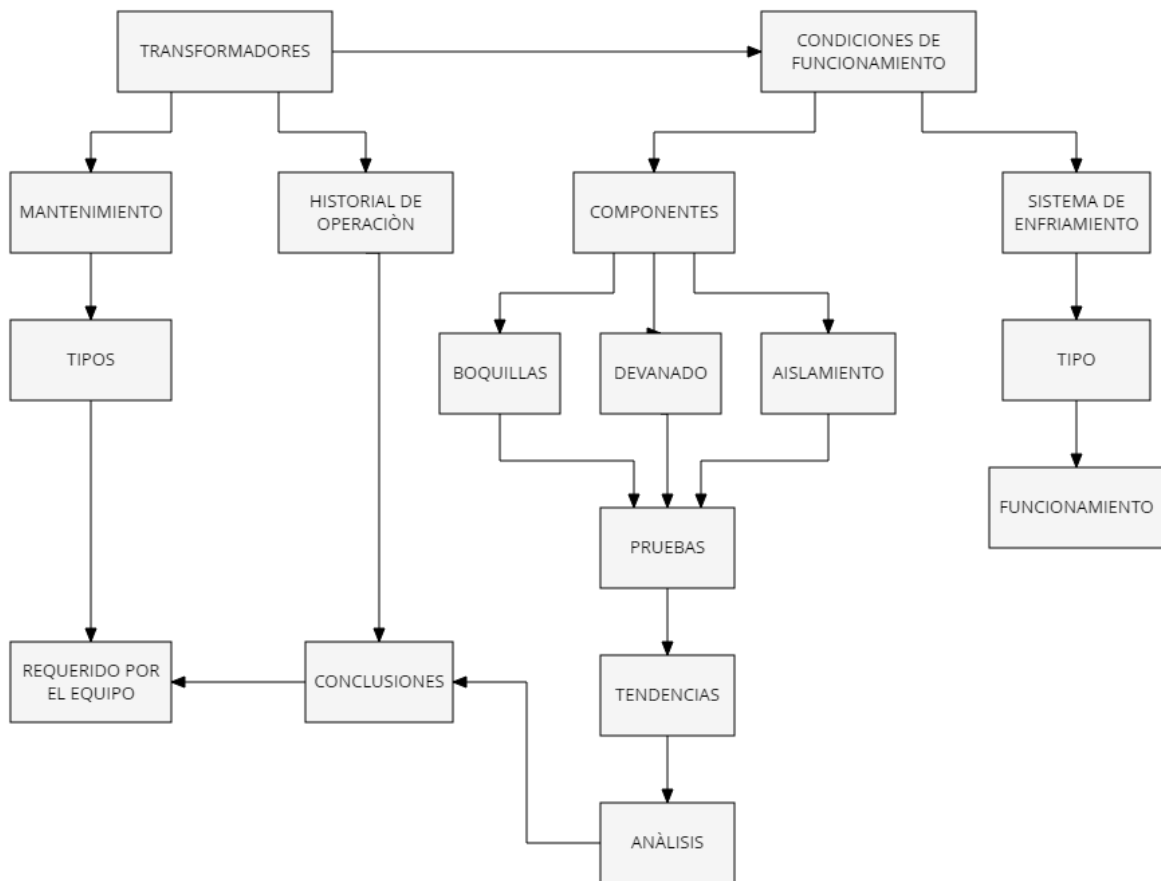 TRANSFORMADORES
CONDICIONES DE
FUNCIONAMIENTO
MANTENIMIENTO
HISTORIAL DE
OPERACIÒN
COMPONENTES
SISTEMA DE
ENFRIAMIENTO
TIPOS
BOQUILLAS
DEVANADO
AISLAMIENTO
TIPO
FUNCIONAMIENTO
PRUEBAS
REQUERIDO POR
EL EQUIPO
CONCLUSIONES
TENDENCIAS
ANÀLISIS